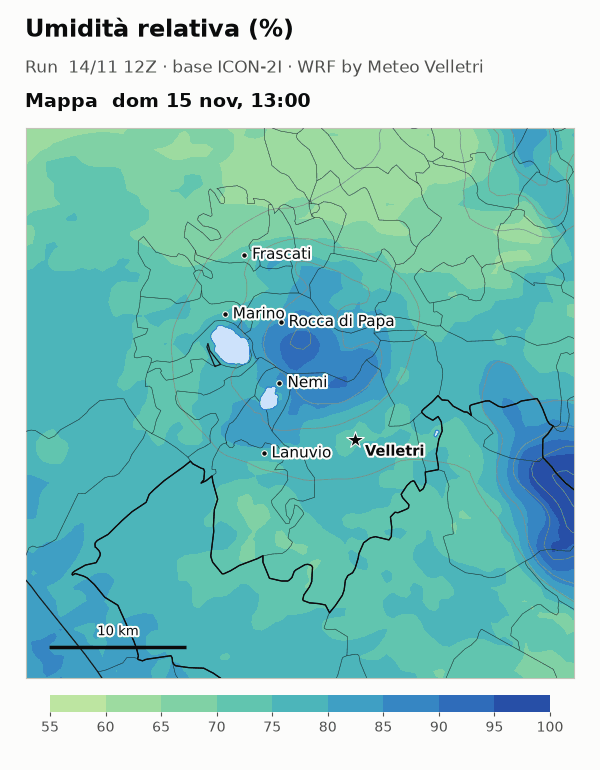 Umidità relativa (%)
Run  14/11 12Z · base ICON-2I · WRF by Meteo Velletri
Mappa  dom 15 nov, 13:00
Frascati
Marino
Rocca di Papa
Nemi
Velletri
Lanuvio
10 km
55 60 65 70 75 80 85 90 95 100